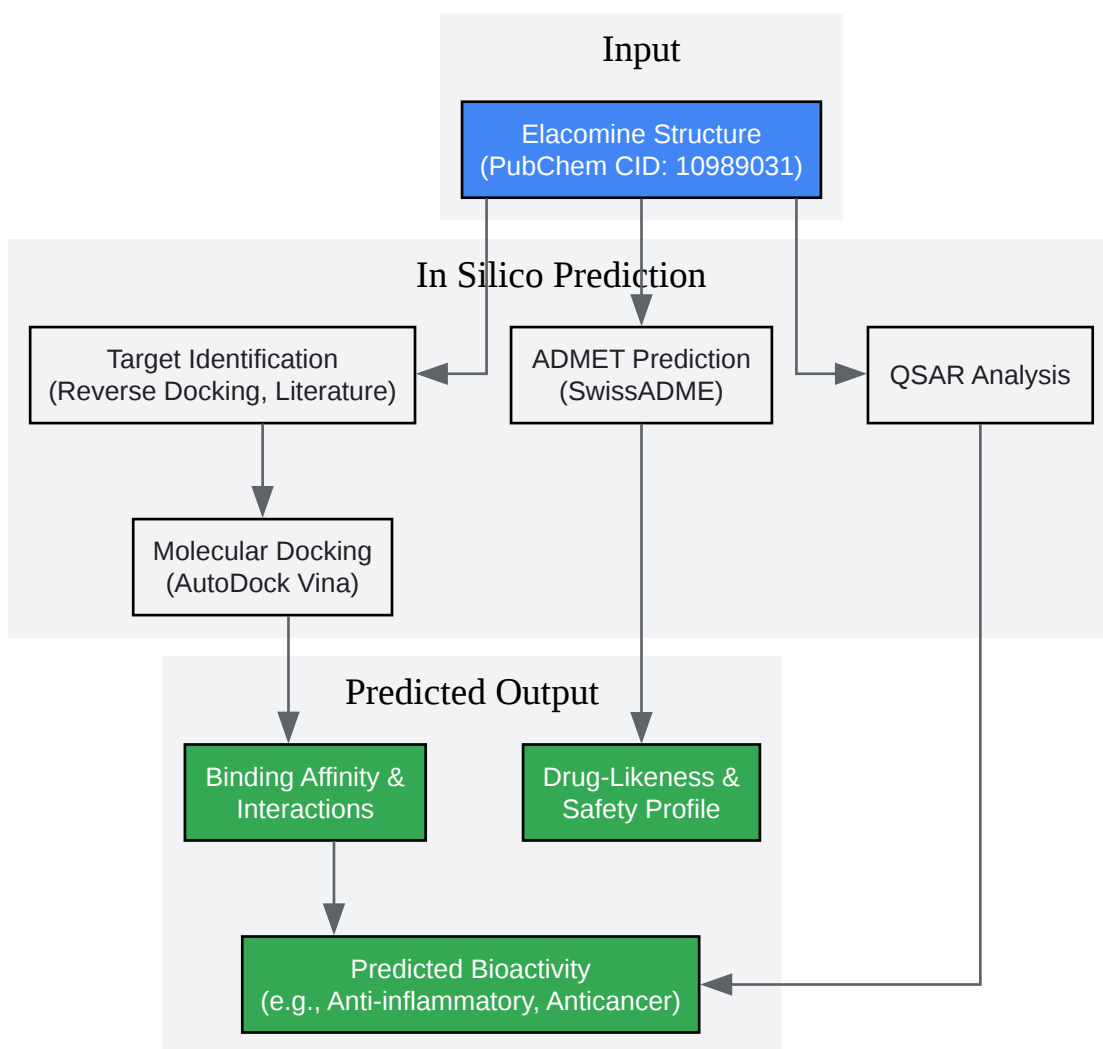 Input
Elacomine Structure
(PubChem CID: 10989031)
In Silico Prediction
Target Identification
(Reverse Docking, Literature)
ADMET Prediction
(SwissADME)
QSAR Analysis
Molecular Docking
(AutoDock Vina)
Predicted Output
Binding Affinity &
Interactions
Drug-Likeness &
Safety Profile
Predicted Bioactivity
(e.g., Anti-inflammatory, Anticancer)